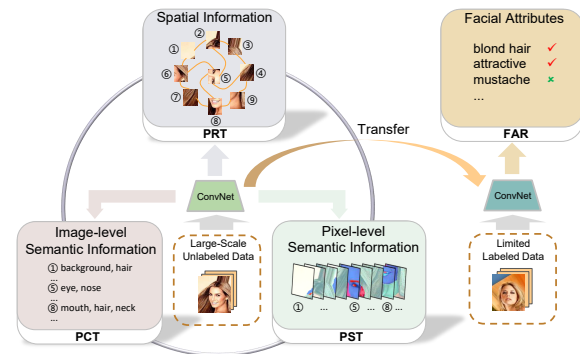 Spatial Information
②
①
③
⑥
⑤
④
⑦
⑨
⑧
PRT
Facial Attributes
blond hair ✓
attractive ✓
mustache ×
...
FAR
Transfer
ConvNet
ConvNet
Image-level
Semantic Information
① background, hair
...
⑤ eye, nose
...
⑧ mouth, hair, neck
...
PCT
Large-Scale
Unlabeled Data
Pixel-level
Semantic Information
① ... ⑤ ... ⑧ ...
PST
Limited
Labeled Data